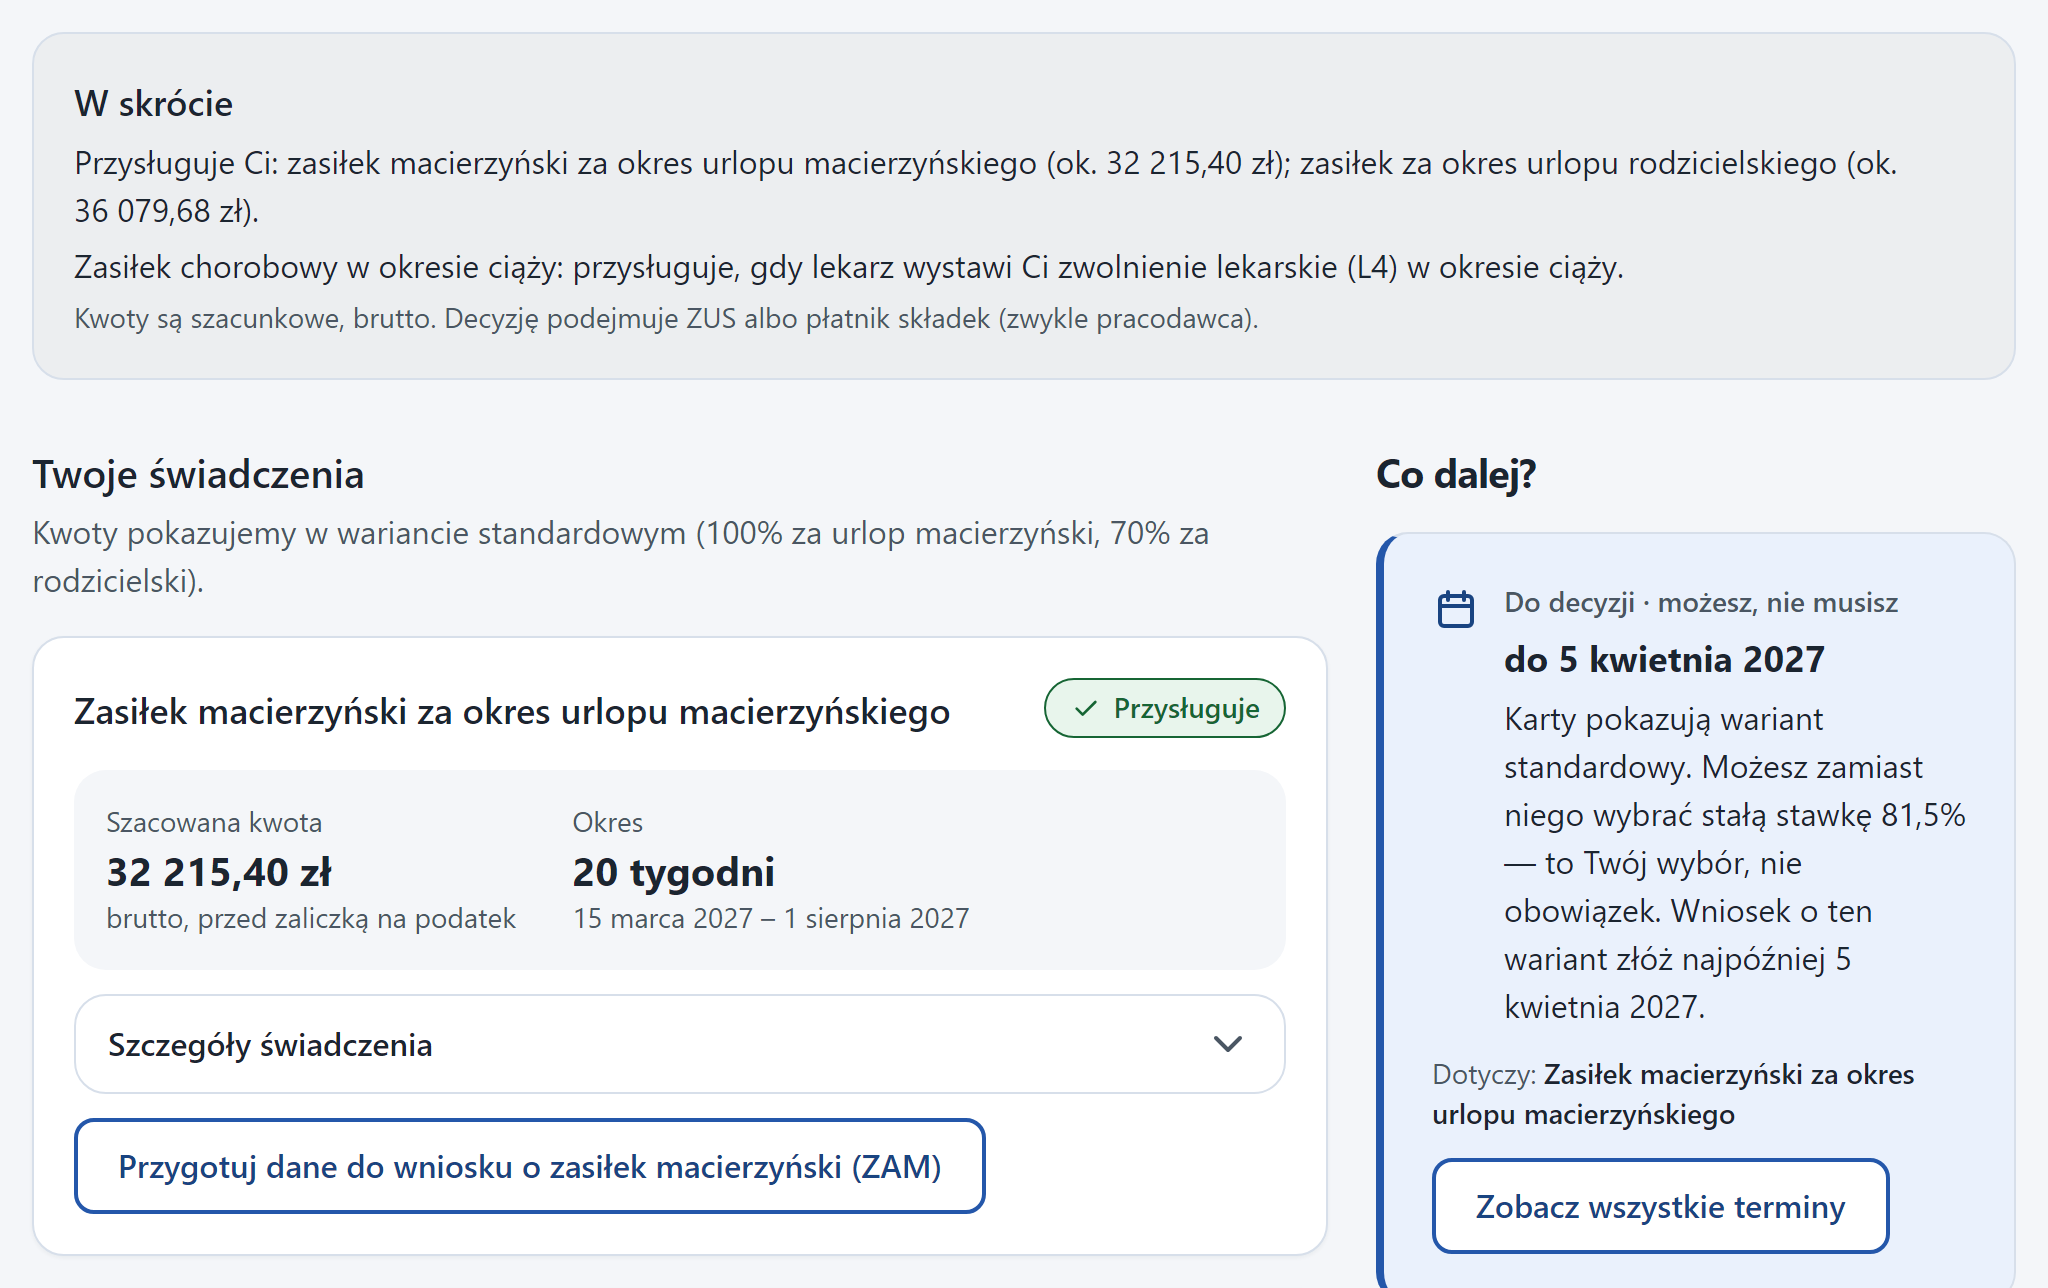 W skrócie
Przysługuje Ci: zasiłek macierzyński za okres urlopu macierzyńskiego (ok. 32 215,40 zł); zasiłek za okres urlopu rodzicielskiego (ok.
36 079,68 zł).
Zasiłek chorobowy w okresie ciąży: przysługuje, gdy lekarz wystawi Ci zwolnienie lekarskie (L4) w okresie ciąży.
Kwoty są szacunkowe, brutto. Decyzję podejmuje ZUS albo płatnik składek (zwykle pracodawca).
Twoje świadczenia
Kwoty pokazujemy w wariancie standardowym (100% za urlop macierzyński, 70% za
rodzicielski).
Zasiłek macierzyński za okres urlopu macierzyńskiego
Przysługuje
Szacowana kwota
32 215,40 zł
brutto, przed zaliczką na podatek
Okres
20 tygodni
15 marca 2027 – 1 sierpnia 2027
Szczegóły świadczenia
Przygotuj dane do wniosku o zasiłek macierzyński (ZAM)
Co dalej?
Do decyzji · możesz, nie musisz
do 5 kwietnia 2027
Karty pokazują wariant
standardowy. Możesz zamiast
niego wybrać stałą stawkę 81,5%
— to Twój wybór, nie
obowiązek. Wniosek o ten
wariant złóż najpóźniej 5
kwietnia 2027.
Dotyczy: Zasiłek macierzyński za okres
urlopu macierzyńskiego
Zobacz wszystkie terminy